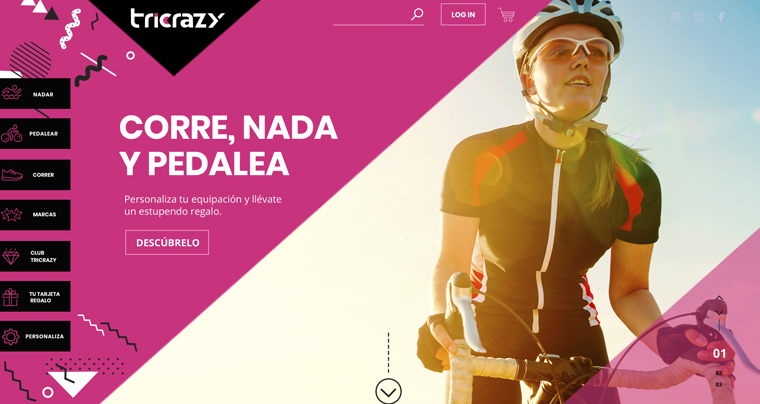 tricrazy
LOG IN
NADAR
PEDALEAR
CORRER
MARCAS
CLUB
TRICRAZY
TU TARJETA
REGALO
PERSONALIZA
CORRE, NADA
Y PEDALEA
Personaliza tu equipación y llévate
un estupendo regalo.
DESCÚBRELO
01
02
03